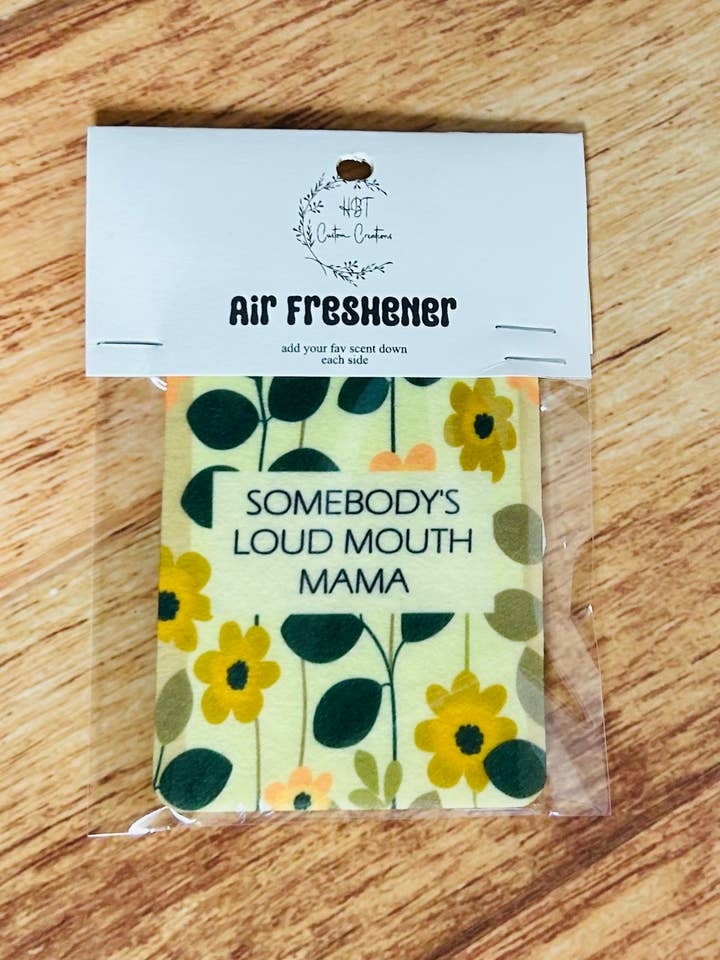 HBT
Custom Creations
Air Freshener
add your fav scent down
each side
SOMEBODY'S
LOUD MOUTH
MAMA